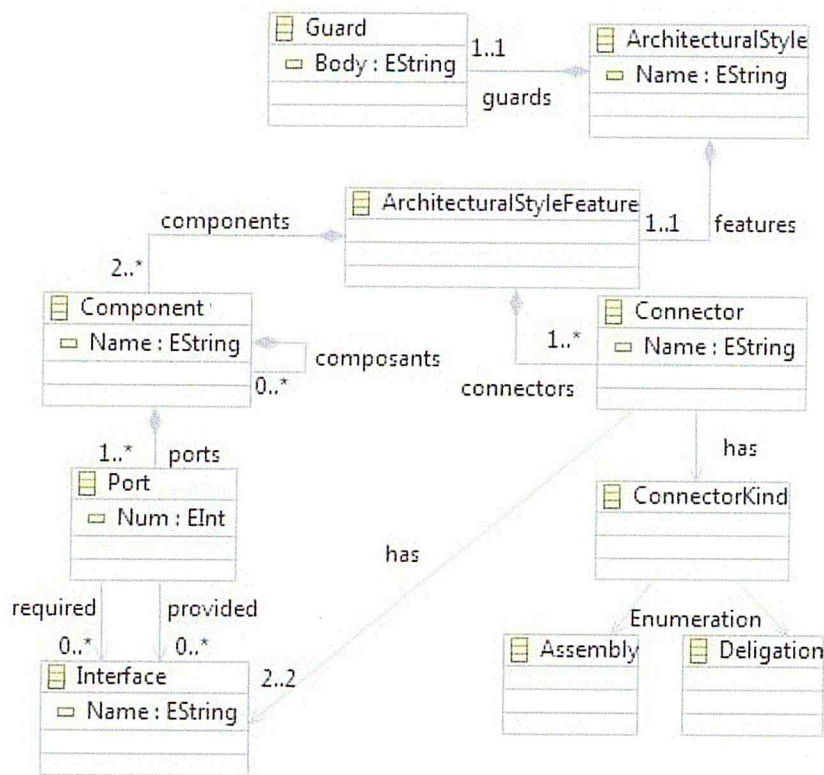 Guard
Body : EString
1..1
guards
ArchitecturalStyle
Name : EString
ArchitecturalStyleFeature
1..1
features
components
2..*
Component
Name : EString
composants
0..*
1..*
connectors
Connector
Name : EString
1..*
ports
Port
Num : EInt
has
ConnectorKind
has
required
provided
0..*
0..*
Enumeration
Assembly
Deligation
Interface
Name : EString
2..2